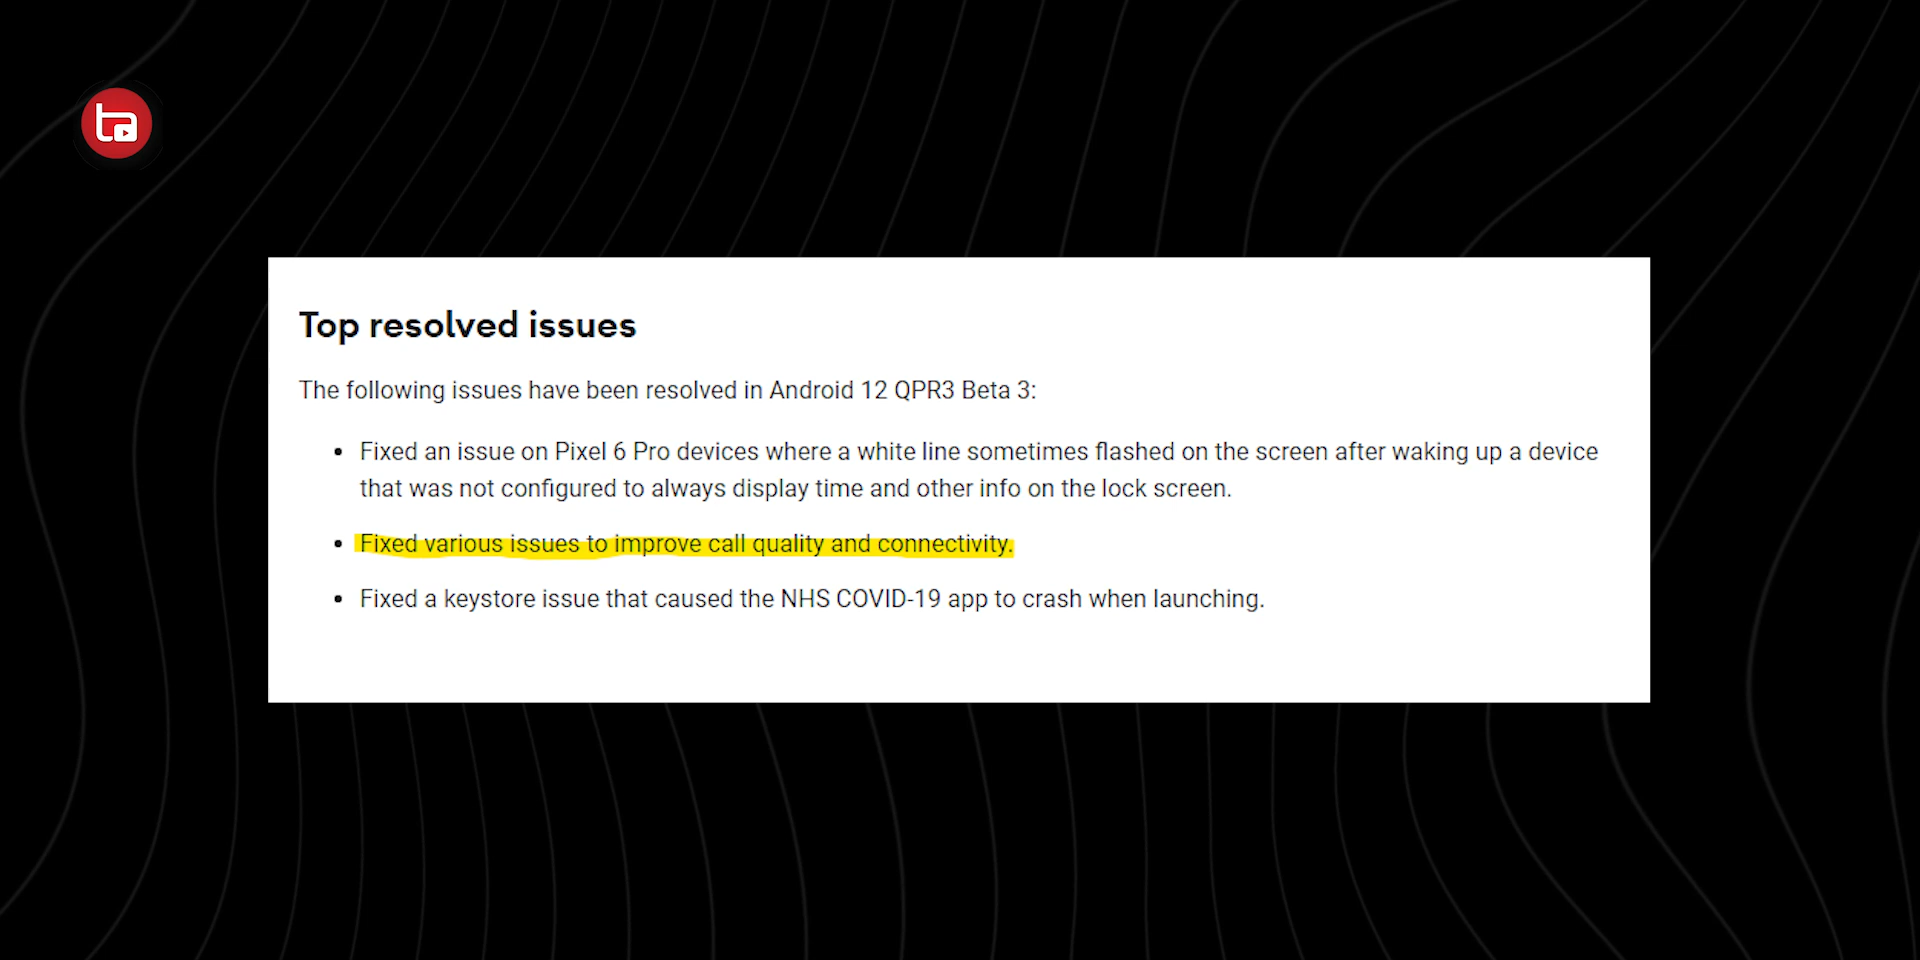 ta
Top resolved issues
The following issues have been resolved in Android 12 QPR3 Beta 3:
• Fixed an issue on Pixel 6 Pro devices where a white line sometimes flashed on the screen after waking up a device
that was not configured to always display time and other info on the lock screen.
• Fixed various issues to improve call quality and connectivity.
• Fixed a keystore issue that caused the NHS COVID-19 app to crash when launching.